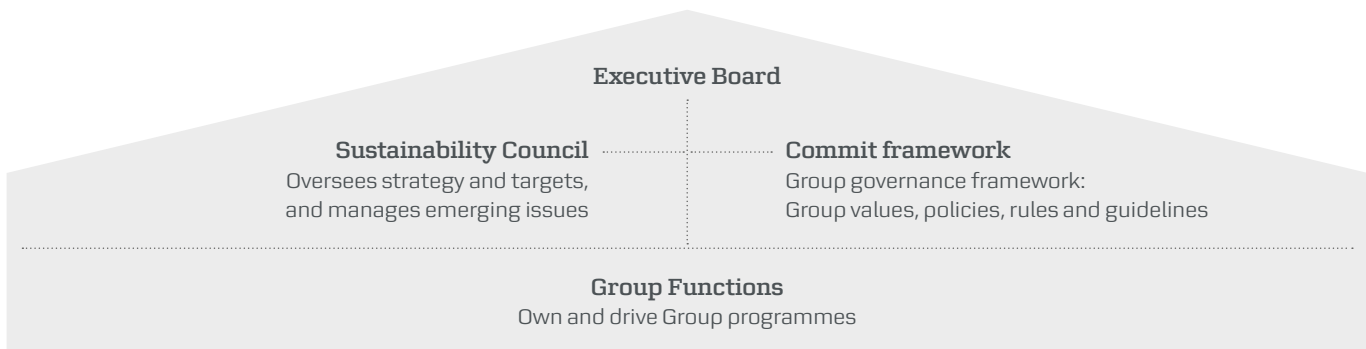 Executive Board
Sustainability Council
Oversees strategy and targets,
and manages emerging issues
Commit framework
Group governance framework:
Group values, policies, rules and guidelines
Group Functions
Own and drive Group programmes